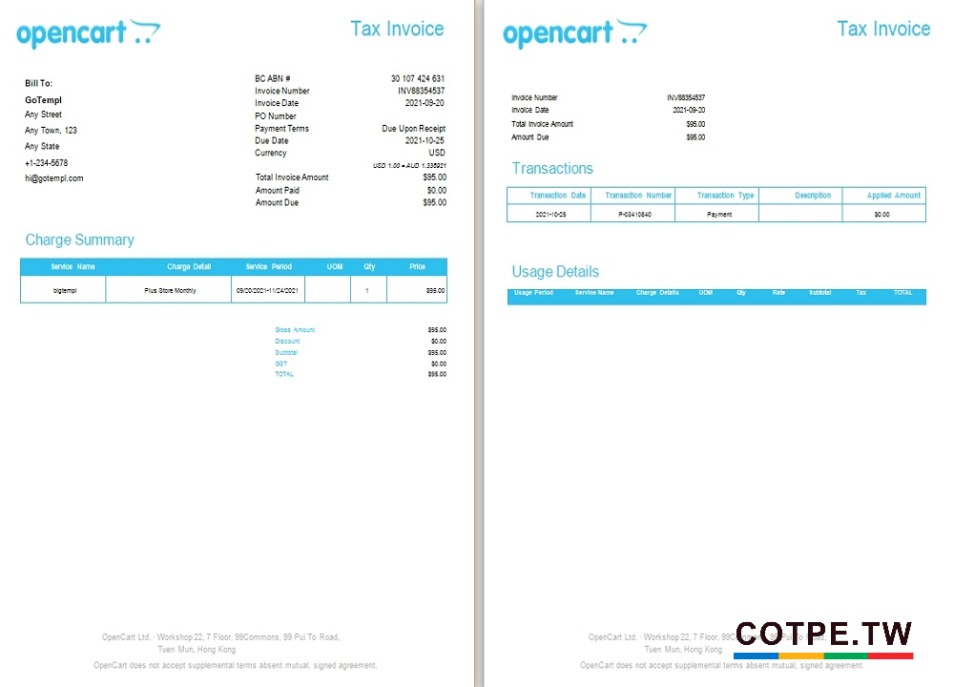 opencart
Tax Invoice
Bill To:
GoTempl
Any Street
Any Town, 123
Any State
+1-234-5678
hi@gotempl.com
BC ABN # 30 107 424 631
Invoice Number INV88354537
Invoice Date 2021-09-20
PO Number
Payment Terms Due Upon Receipt
Due Date 2021-10-25
Currency USD
USD 1.00 = AUD 1.335921
Total Invoice Amount $95.00
Amount Paid $0.00
Amount Due $95.00
Charge Summary
Service Name Charge Detail Service Period UOM Qty Price
bigtempl Plus Store Monthly 09/20/2021-11/24/2021 1 $95.00
Gross Amount $95.00
Discount $0.00
Subtotal $95.00
GST $0.00
TOTAL $95.00
OpenCart Ltd. · Workshop 22, 7 Floor, 99Commons, 99 Pui To Road,
Tuen Mun, Hong Kong
OpenCart does not accept supplemental terms absent mutual, signed agreement.
opencart
Tax Invoice
Invoice Number INV88354537
Invoice Date 2021-09-20
Total Invoice Amount $95.00
Amount Due $95.00
Transactions
Transaction Date Transaction Number Transaction Type Description Applied Amount
2021-10-25 P-03410840 Payment $0.00
Usage Details
Usage Period Service Name Charge Details UOM Qty Rate Subtotal Tax TOTAL
OpenCart Ltd. · Workshop 22, 7 Floor, 99Commons, 99 Pui To Road,
Tuen Mun, Hong Kong
OpenCart does not accept supplemental terms absent mutual, signed agreement.
COTPE.TW